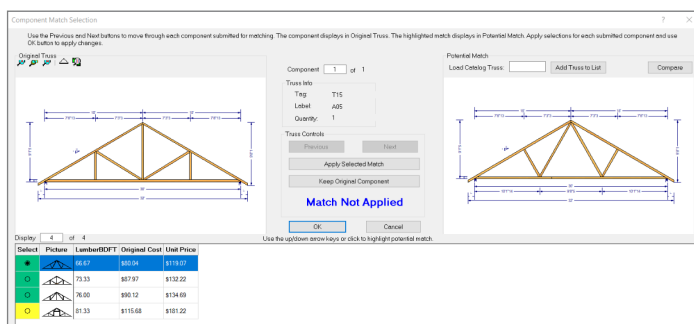 Component Match Selection
? ×
Use the Previous and Next buttons to move through each component submitted for matching. The component displays in Original Truss. The highlighted match displays in Potential Match. Apply selections for each submitted component and use
OK button to apply changes.
Original Truss
Component 1 of 1
Truss Info
Tag: T15
Label: A05
Quantity: 1
Truss Controls
Previous Next
Apply Selected Match
Keep Original Component
Match Not Applied
OK Cancel
Potential Match
Load Catalog Truss: Add Truss to List Compare
Display 4 of 4
Use the up/down arrow keys or click to highlight potential match.
Select Picture LumberBDFT Original Cost Unit Price
66.67 $80.04 $119.07
73.33 $87.97 $132.22
76.00 $90.12 $134.69
81.33 $115.68 $181.22